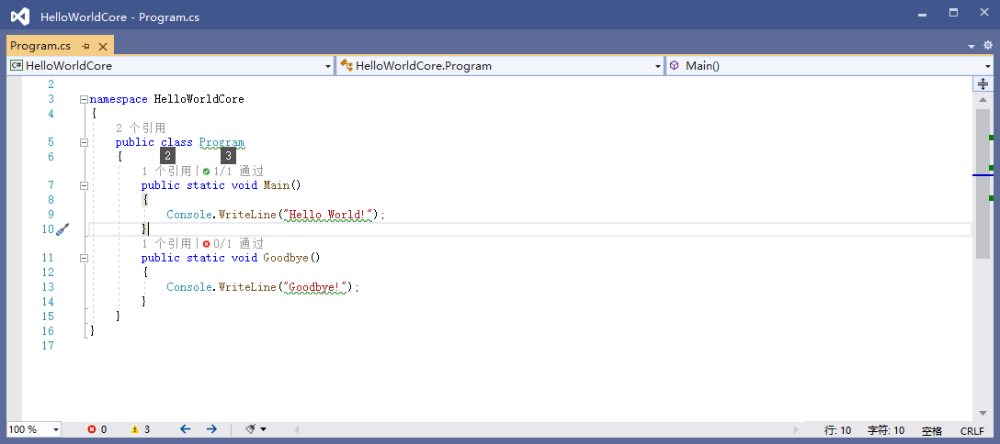 HelloWorldCore - Program.cs
Program.cs
C# HelloWorldCore HelloWorldCore.Program Main()
2
3 namespace HelloWorldCore
4 {
2 个引用
5 public class Program
2 3
6 {
1 个引用 | 1/1 通过
7 public static void Main()
8 {
9 Console.WriteLine("Hello World!");
10 }
1 个引用 | 0/1 通过
11 public static void Goodbye()
12 {
13 Console.WriteLine("Goodbye!");
14 }
15 }
16 }
17
100 % 0 3 行: 10 字符: 10 空格 CRLF